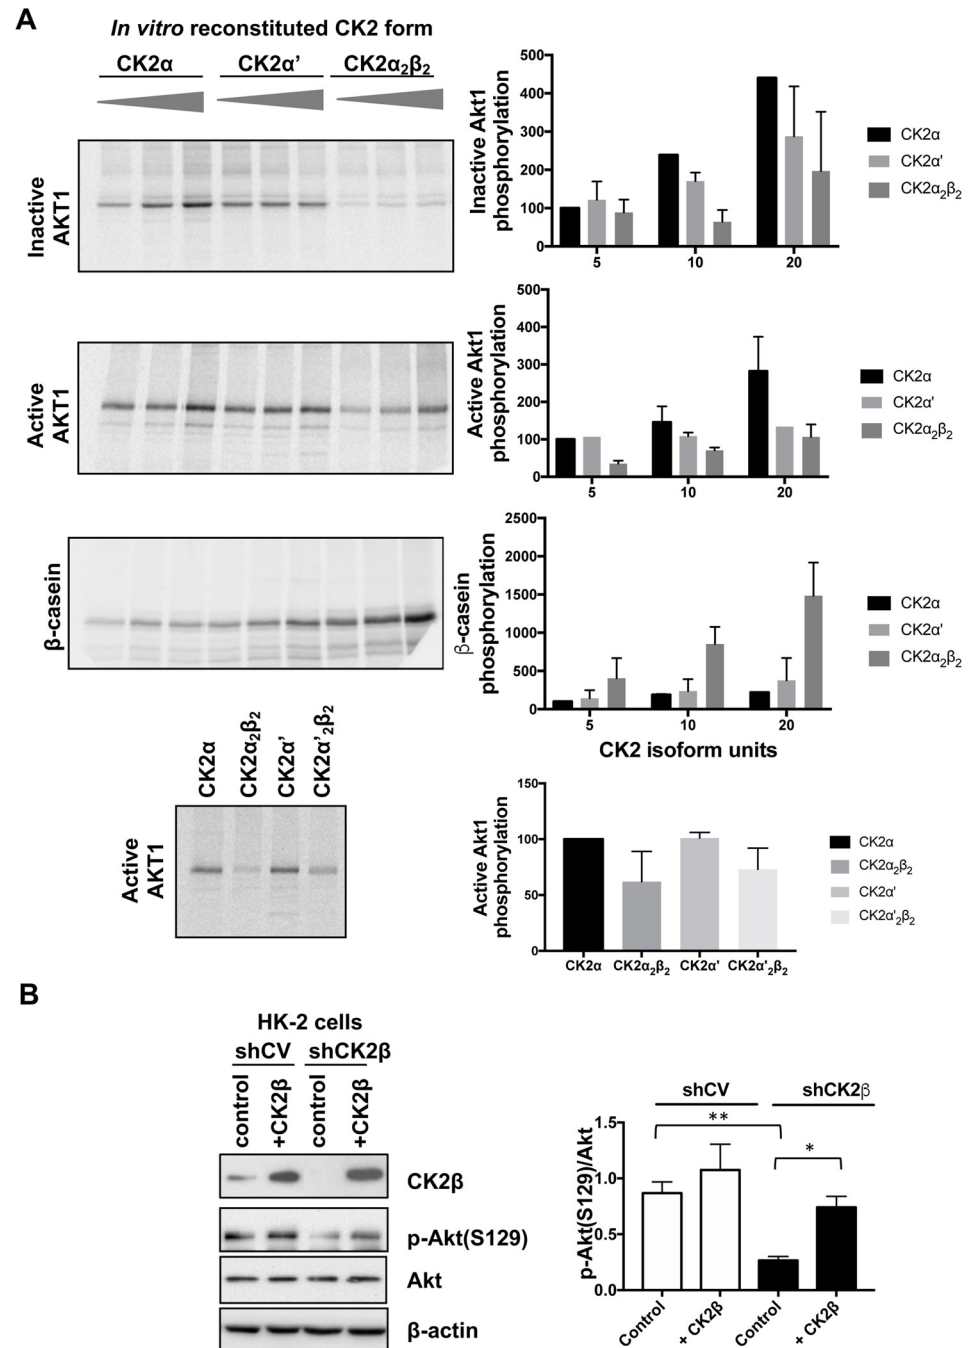 A
In vitro reconstituted CK2 form
CK2α CK2α' CK2α₂β₂
Inactive
AKT1
Inactive Akt1
phosphorylation
500
400
300
200
100
0
5 10 20
CK2α
CK2α'
CK2α₂β₂
Active
AKT1
Active Akt1
phosphorylation
500
400
300
200
100
0
5 10 20
CK2α
CK2α'
CK2α₂β₂
β-casein
β-casein
phosphorylation
2500
2000
1500
1000
500
0
5 10 20
CK2 isoform units
CK2α
CK2α'
CK2α₂β₂
CK2α
CK2α₂β₂
CK2α'
CK2α'₂β₂
Active
AKT1
Active Akt1
phosphorylation
150
100
50
0
CK2α CK2α₂β₂ CK2α' CK2α'₂β₂
CK2α
CK2α₂β₂
CK2α'
CK2α'₂β₂
B
HK-2 cells
shCV shCK2β
control
+CK2β
control
+CK2β
CK2β
p-Akt(S129)
Akt
β-actin
shCV shCK2β
** 
*
p-Akt(S129)/Akt
1.5
1.0
0.5
0.0
Control
+ CK2β
Control
+ CK2β